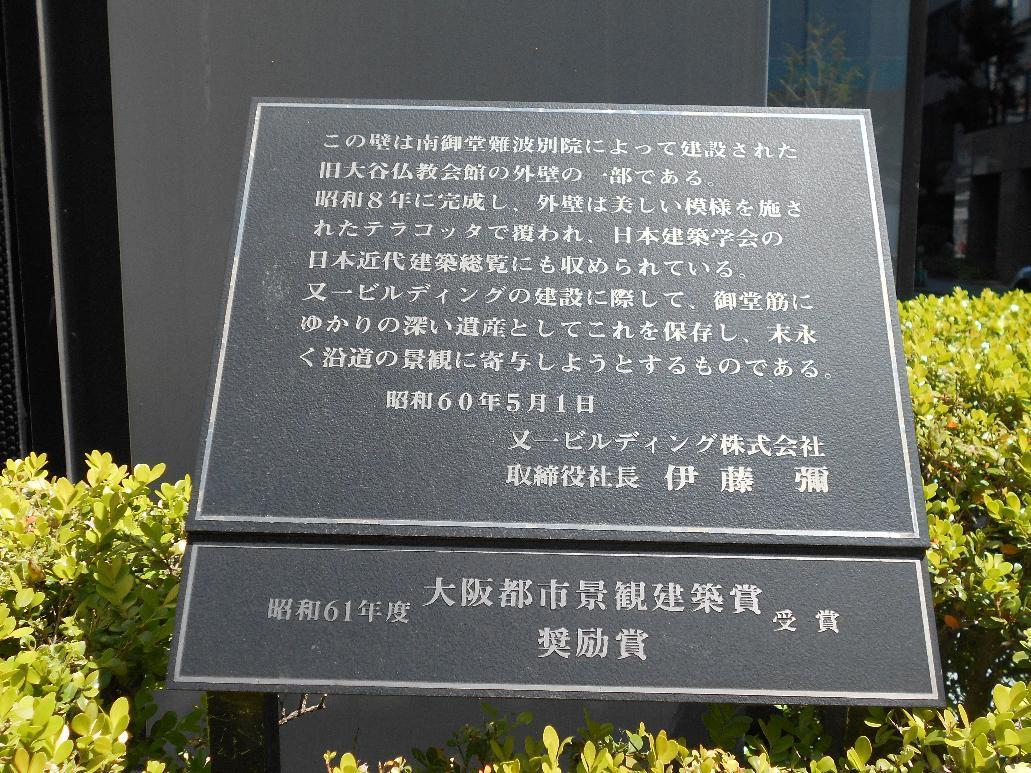 この壁は南御堂難波別院によって建設された
旧大谷仏教会館の外壁の一部である。
昭和8年に完成し、外壁は美しい模様を施さ
れたテラコッタで覆われ、日本建築学会の
日本近代建築総覧にも収められている。
又一ビルディングの建設に際して、御堂筋に
ゆかりの深い遺産としてこれを保存し、末永
く沿道の景観に寄与しようとするものである。
昭和60年5月1日
又一ビルディング株式会社
取締役社長 伊藤 彌
昭和61年度 大阪都市景観建築賞 受賞
奨励賞